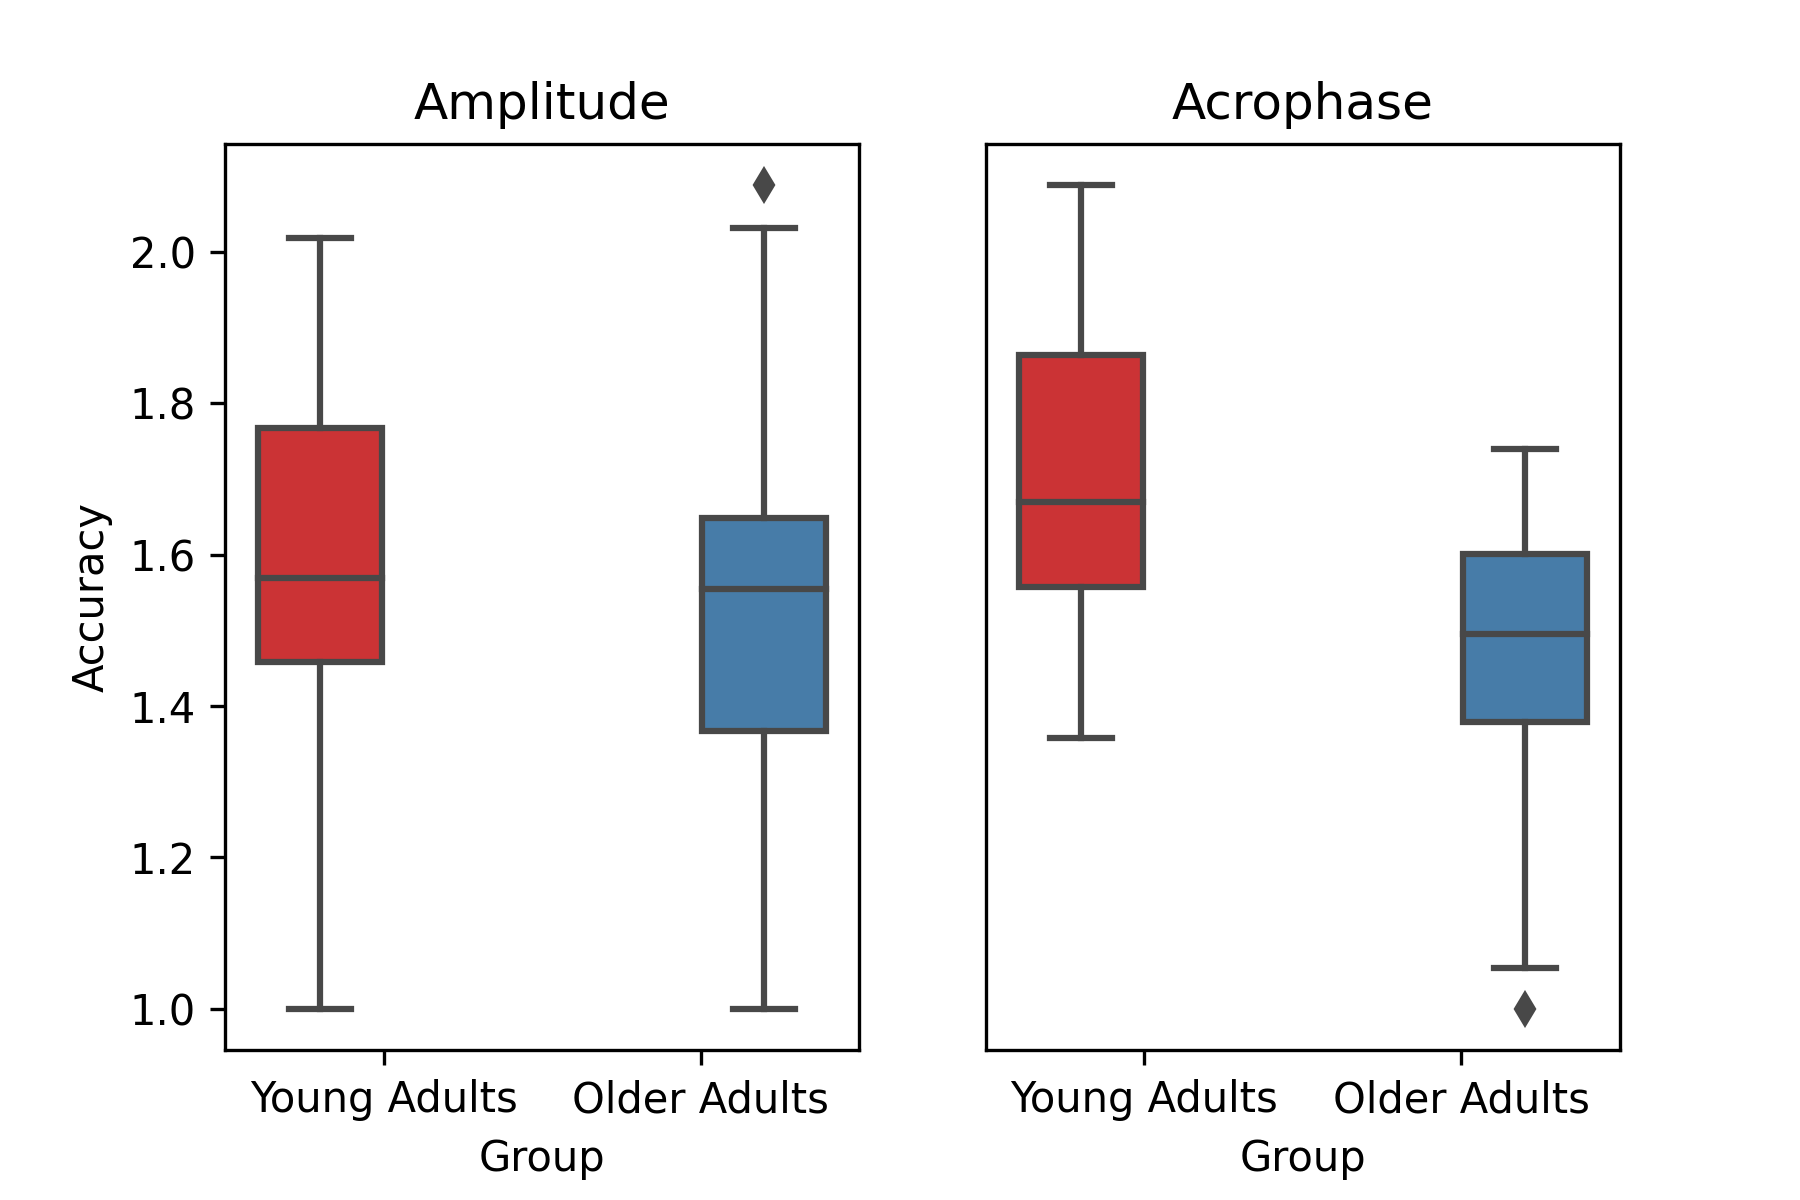 Amplitude
Acrophase
Accuracy
2.0
1.8
1.6
1.4
1.2
1.0
Young Adults Older Adults
Group
Young Adults Older Adults
Group